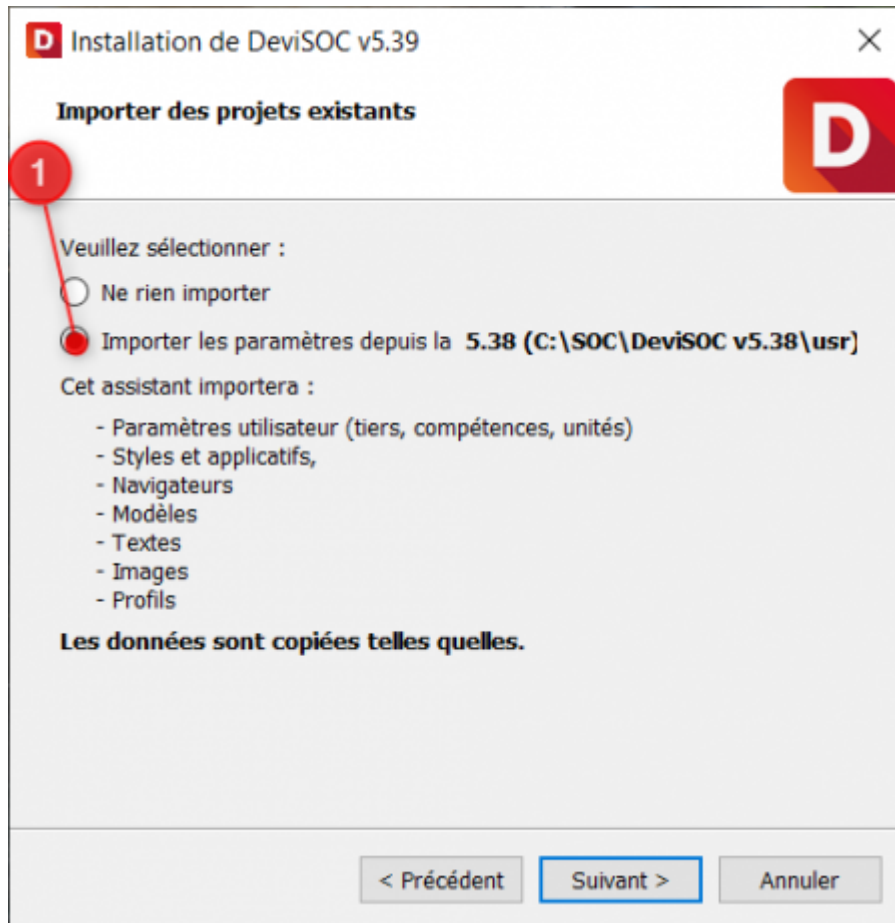 D Installation de DeviSOC v5.39
Importer des projets existants
D
1
Veuillez sélectionner :
Ne rien importer
Importer les paramètres depuis la 5.38 (C:\SOC\DeviSOC v5.38\usr)
Cet assistant importera :
- Paramètres utilisateur (tiers, compétences, unités)
- Styles et applicatifs,
- Navigateurs
- Modèles
- Textes
- Images
- Profils
Les données sont copiées telles quelles.
< Précédent
Suivant >
Annuler